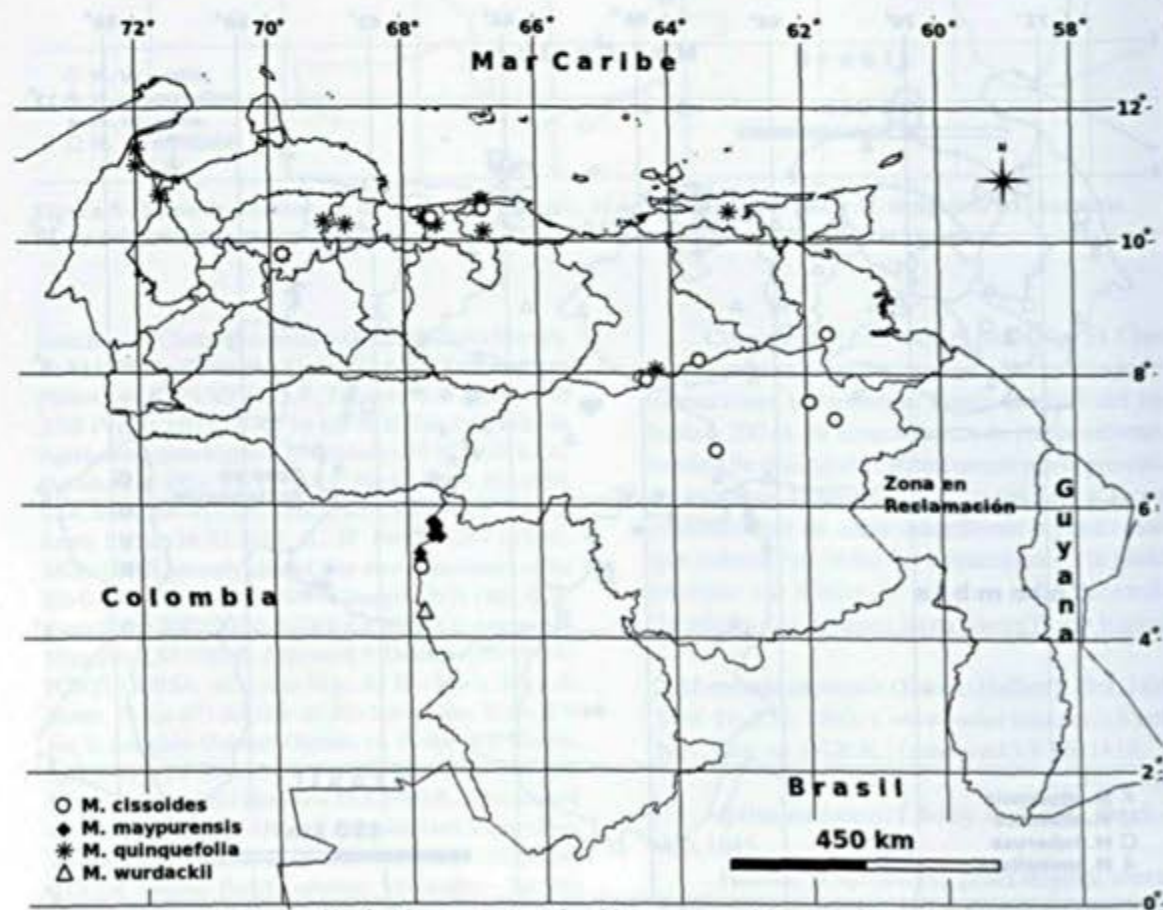 72° 70° 68° 66° 64° 62° 60° 58°
Mar Caribe
12°
N
10°
8°
Zona en
Reclamación
Guyana
6°
Colombia
4°
2°
Brasil
450 km
0°
○ M. cissoides
◆ M. maypurensis
✳ M. quinquefolia
△ M. wurdackii